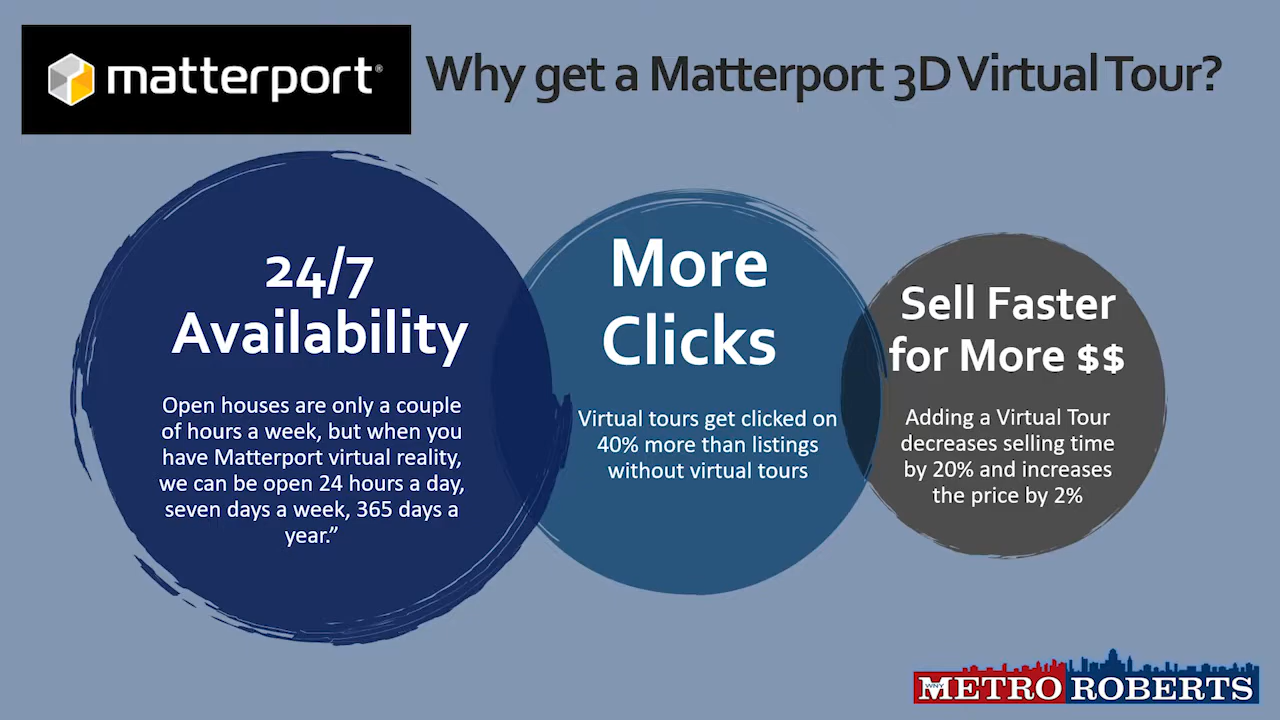 matterport®
Why get a Matterport 3D Virtual Tour?
24/7
Availability
Open houses are only a couple
of hours a week, but when you
have Matterport virtual reality,
we can be open 24 hours a day,
seven days a week, 365 days a
year.”
More
Clicks
Virtual tours get clicked on
40% more than listings
without virtual tours
Sell Faster
for More $$
Adding a Virtual Tour
decreases selling time
by 20% and increases
the price by 2%
WNY METRO ROBERTS